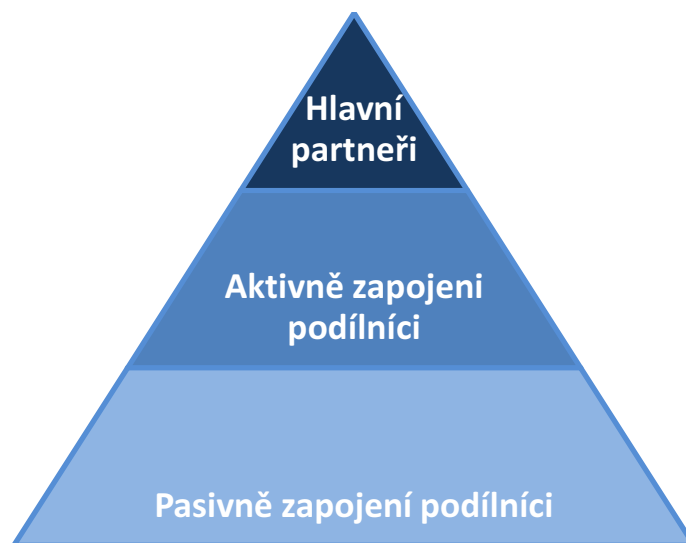 Hlavní
partneři
Aktivně zapojeni
podílníci
Pasivně zapojení podílníci